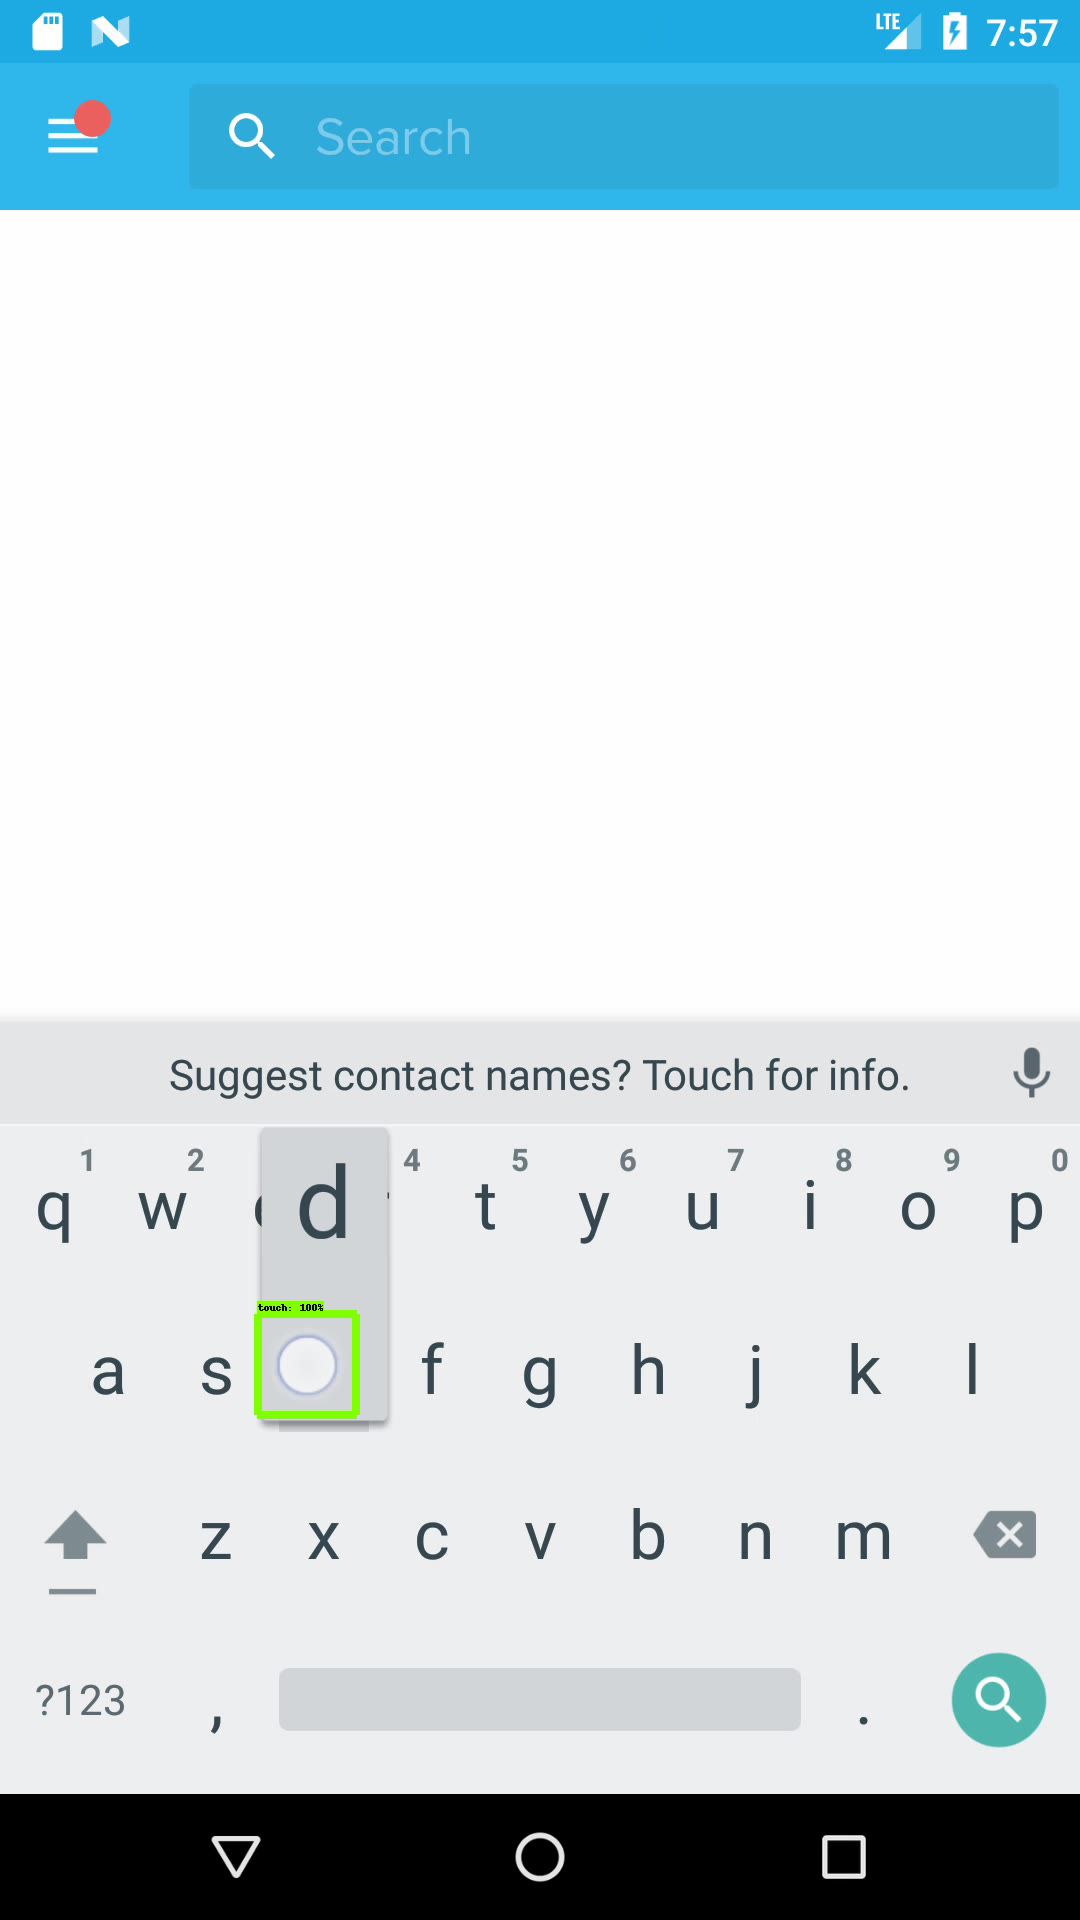 LTE 7:57
Search
Suggest contact names? Touch for info.
1 2 4 5 6 7 8 9 0
q w d t y u i o p
touch: 100%
a s f g h j k l
z x c v b n m
?123 , .